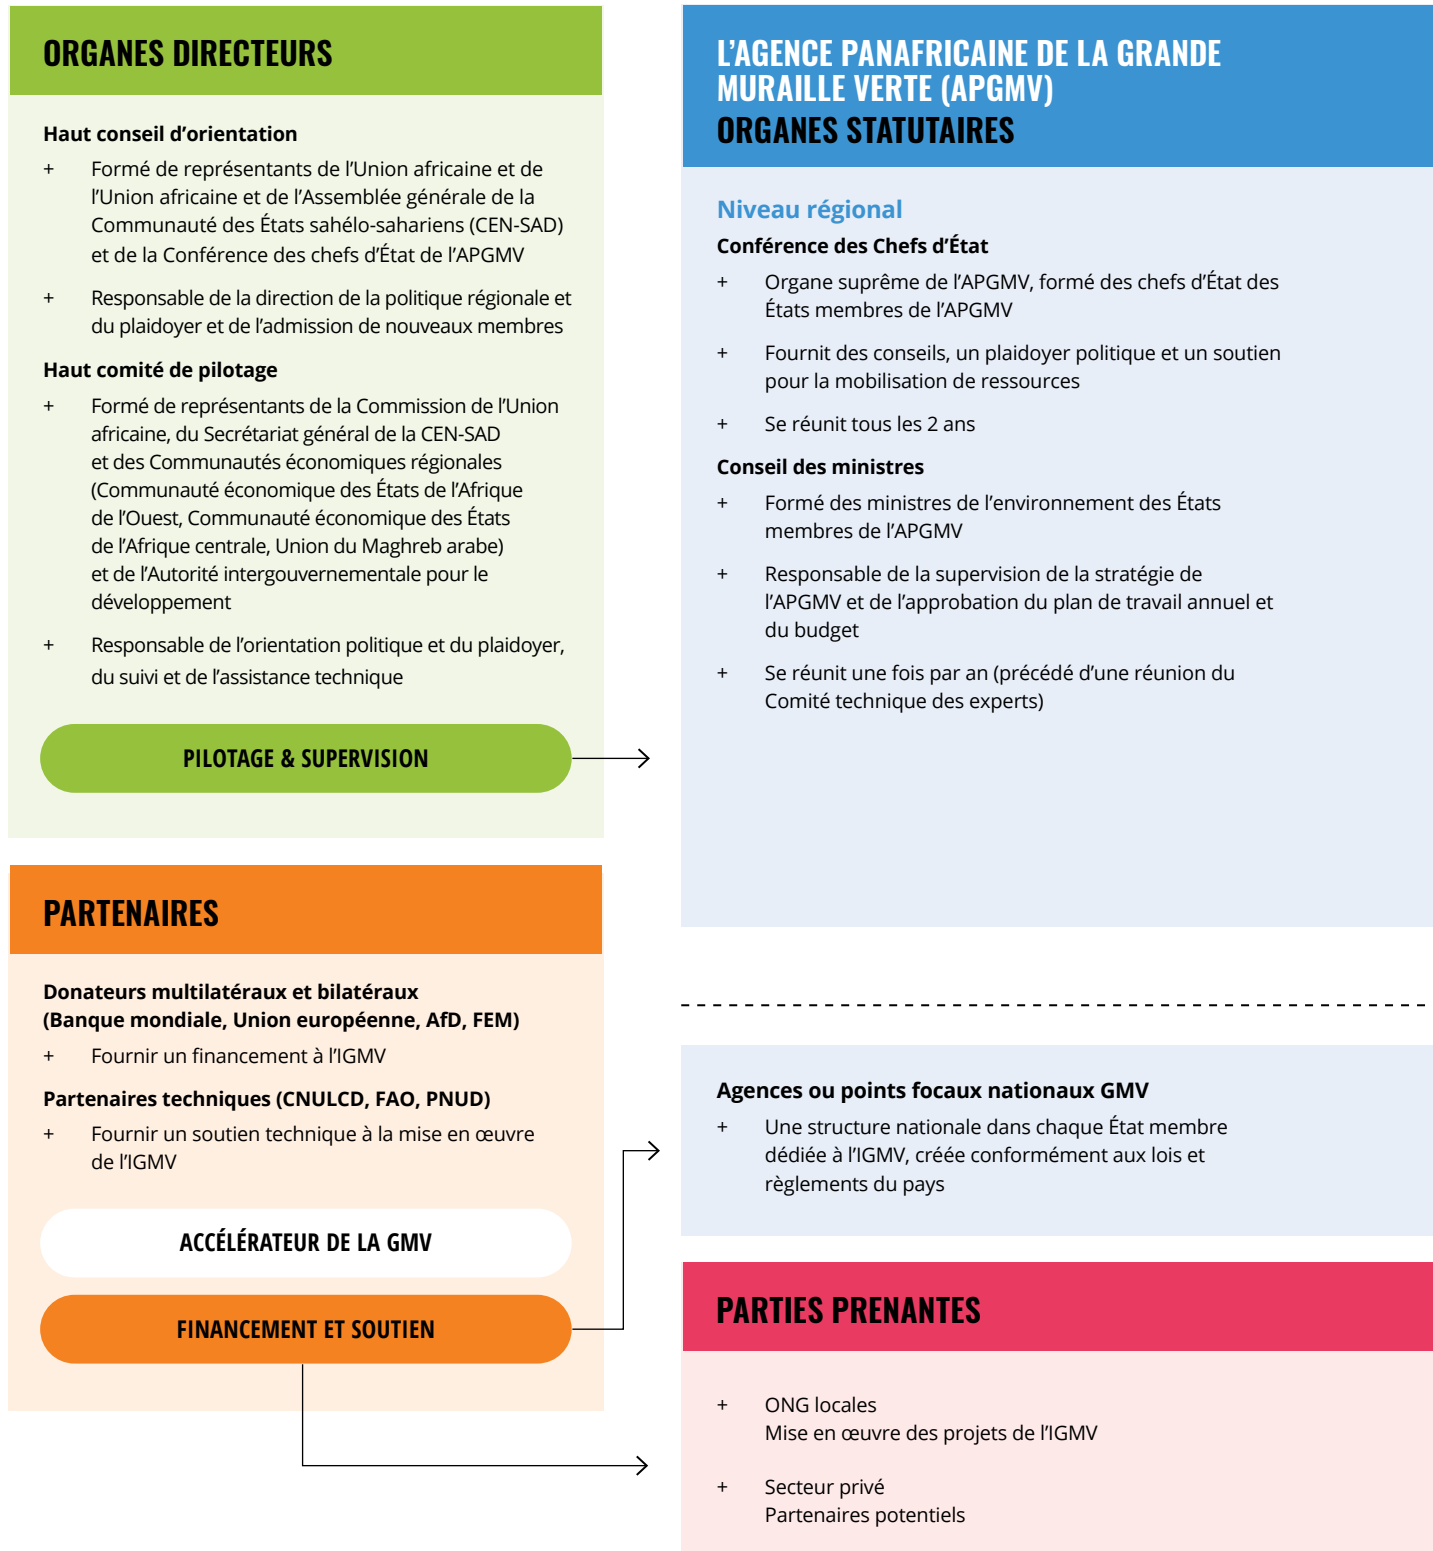 ORGANES DIRECTEURS
Haut conseil d’orientation
+ Formé de représentants de l’Union africaine et de
l’Union africaine et de l’Assemblée générale de la
Communauté des États sahélo-sahariens (CEN-SAD)
et de la Conférence des chefs d’État de l’APGMV
+ Responsable de la direction de la politique régionale et
du plaidoyer et de l’admission de nouveaux membres
Haut comité de pilotage
+ Formé de représentants de la Commission de l’Union
africaine, du Secrétariat général de la CEN-SAD
et des Communautés économiques régionales
(Communauté économique des États de l’Afrique
de l’Ouest, Communauté économique des États
de l’Afrique centrale, Union du Maghreb arabe)
et de l’Autorité intergouvernementale pour le
développement
+ Responsable de l’orientation politique et du plaidoyer,
du suivi et de l’assistance technique
PILOTAGE & SUPERVISION
PARTENAIRES
Donateurs multilatéraux et bilatéraux
(Banque mondiale, Union européenne, AfD, FEM)
+ Fournir un financement à l’IGMV
Partenaires techniques (CNULCD, FAO, PNUD)
+ Fournir un soutien technique à la mise en œuvre
de l’IGMV
ACCÉLÉRATEUR DE LA GMV
FINANCEMENT ET SOUTIEN
L’AGENCE PANAFRICAINE DE LA GRANDE
MURAILLE VERTE (APGMV)
ORGANES STATUTAIRES
Niveau régional
Conférence des Chefs d’État
+ Organe suprême de l’APGMV, formé des chefs d’État des
États membres de l’APGMV
+ Fournit des conseils, un plaidoyer politique et un soutien
pour la mobilisation de ressources
+ Se réunit tous les 2 ans
Conseil des ministres
+ Formé des ministres de l’environnement des États
membres de l’APGMV
+ Responsable de la supervision de la stratégie de
l’APGMV et de l’approbation du plan de travail annuel et
du budget
+ Se réunit une fois par an (précédé d’une réunion du
Comité technique des experts)
Agences ou points focaux nationaux GMV
+ Une structure nationale dans chaque État membre
dédiée à l’IGMV, créée conformément aux lois et
règlements du pays
PARTIES PRENANTES
+ ONG locales
Mise en œuvre des projets de l’IGMV
+ Secteur privé
Partenaires potentiels